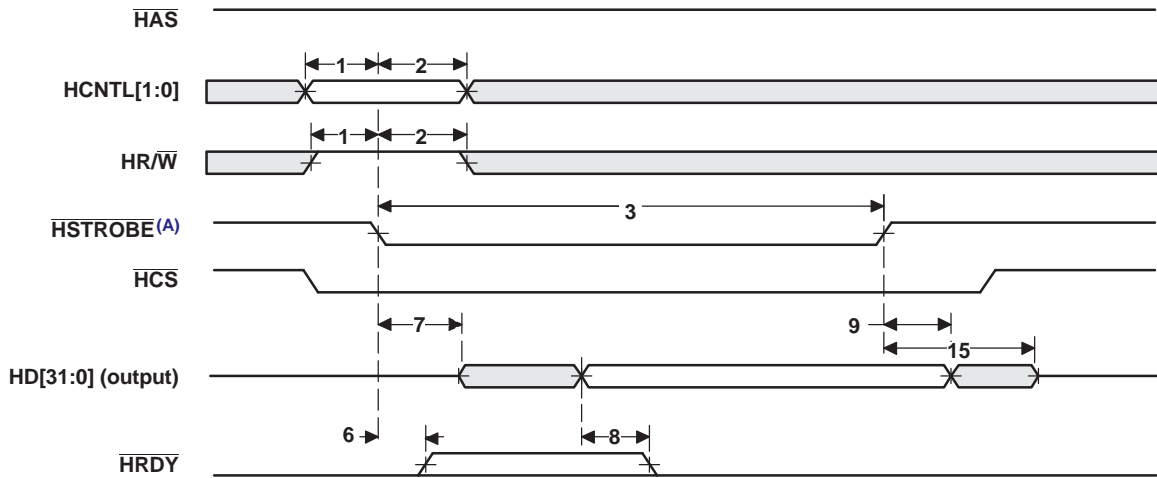 HAS
1 2
HCNTL[1:0]
1 2
HR/W
3
HSTROBE(A)
HCS
7 9
15
HD[31:0] (output)
6 8
HRDY